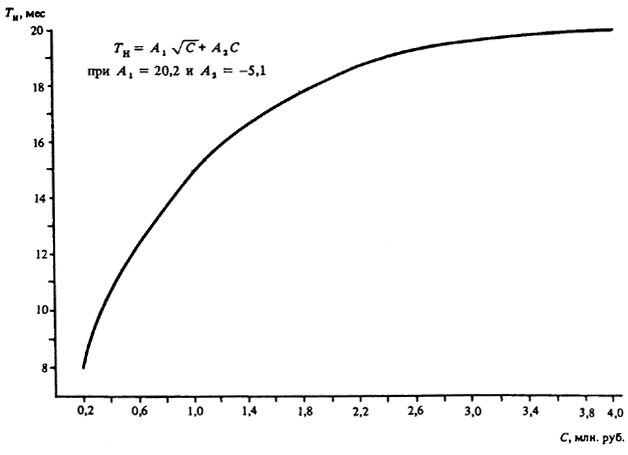 Tн, мес
20
Tн = A₁ √C + A₂ C
при A₁ = 20,2 и A₂ = −5,1
18
16
14
12
10
8
0,2 0,6 1,0 1,4 1,8 2,2 2,6 3,0 3,4 3,8 4,0
C, млн. руб.